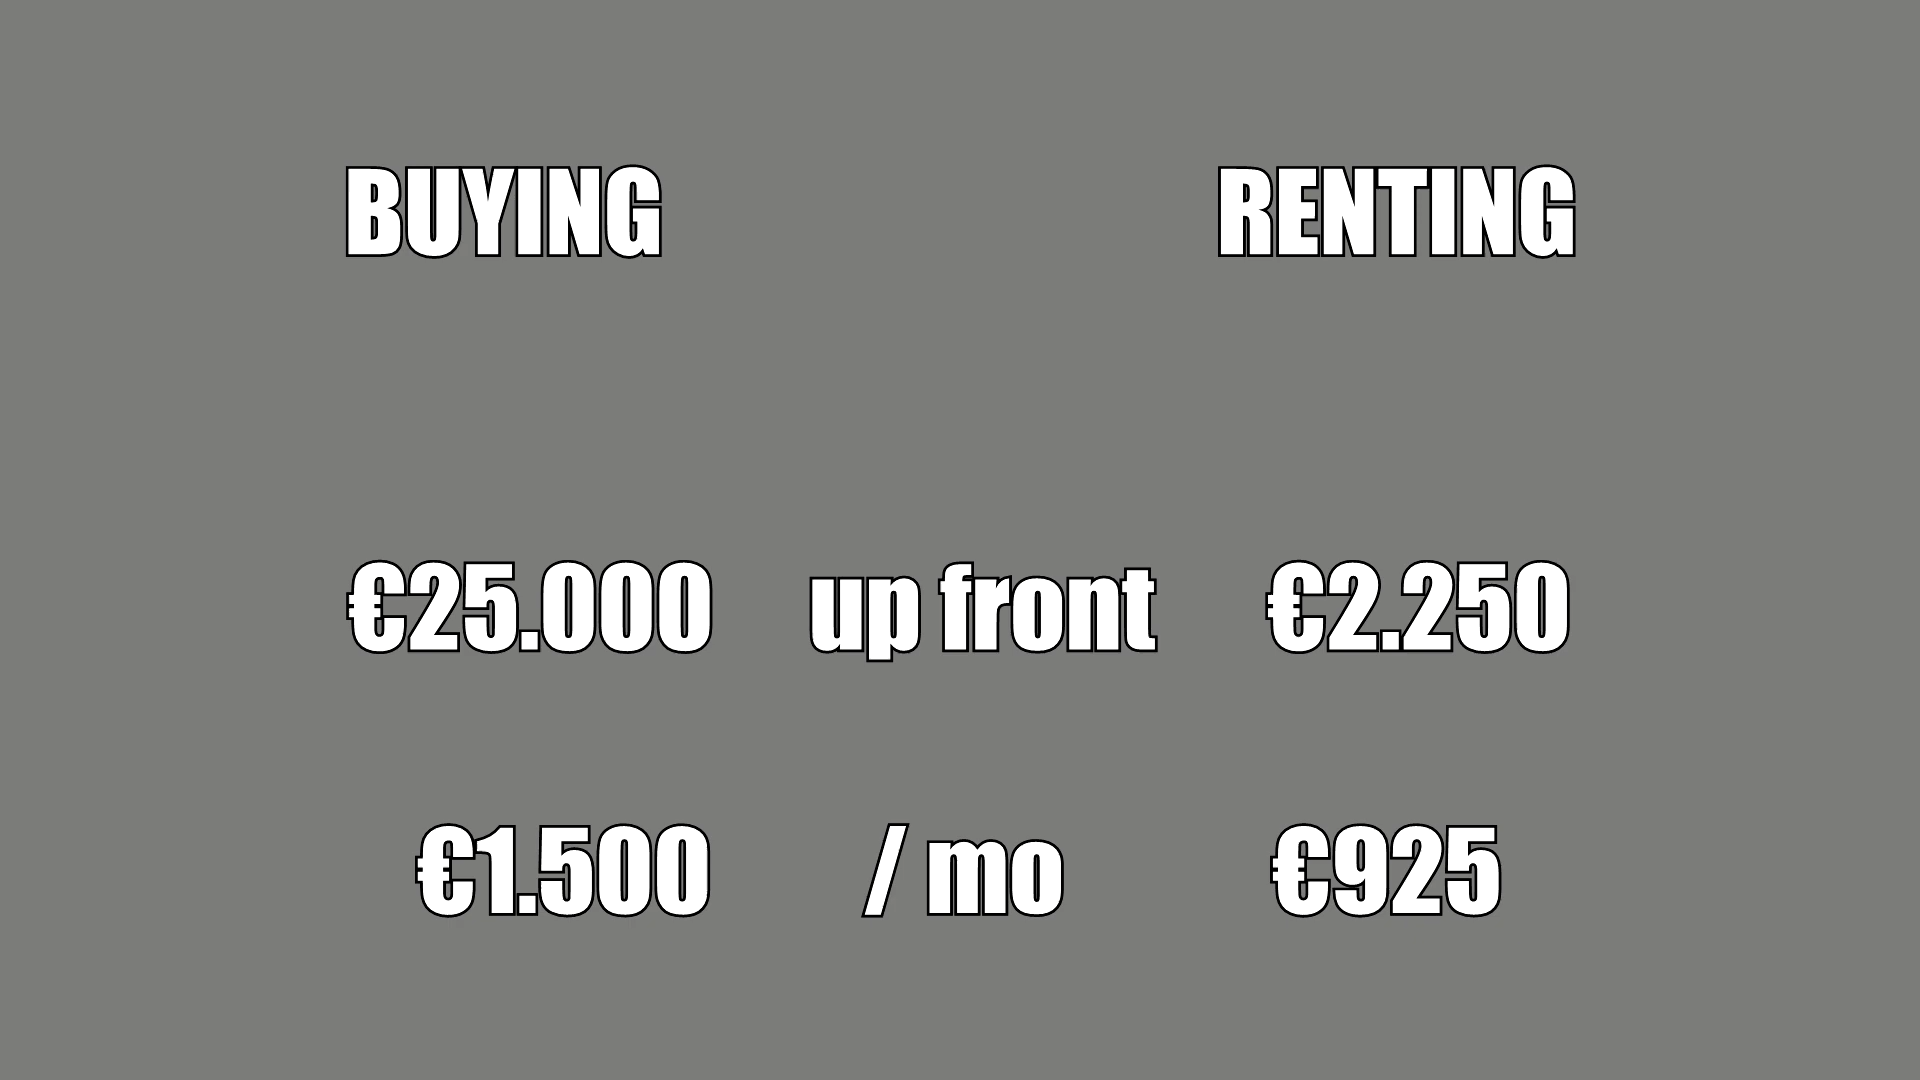 BUYING RENTING
€25.000 up front €2.250
€1.500 / mo €925